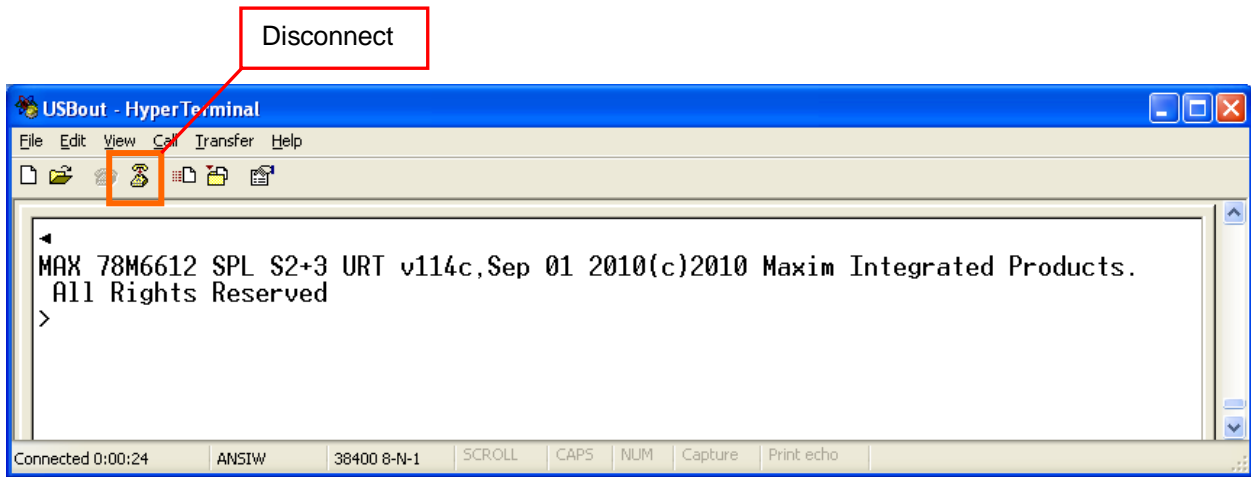 Disconnect
USBout - HyperTerminal
File Edit View Call Transfer Help
MAX 78M6612 SPL S2+3 URT v114c,Sep 01 2010(c)2010 Maxim Integrated Products.
All Rights Reserved
>
Connected 0:00:24 ANSIW 38400 8-N-1 SCROLL CAPS NUM Capture Print echo